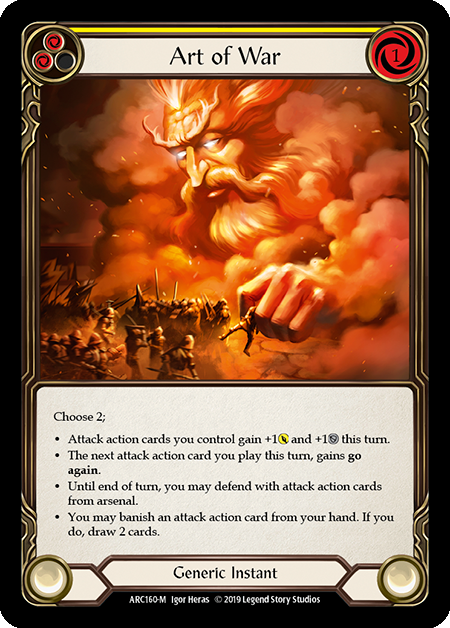 1
Art of War
Choose 2;
• Attack action cards you control gain +1 and +1 this turn.
• The next attack action card you play this turn, gains go
again.
• Until end of turn, you may defend with attack action cards
from arsenal.
• You may banish an attack action card from your hand. If you
do, draw 2 cards.
Generic Instant
ARC160-M Igor Heras © 2019 Legend Story Studios